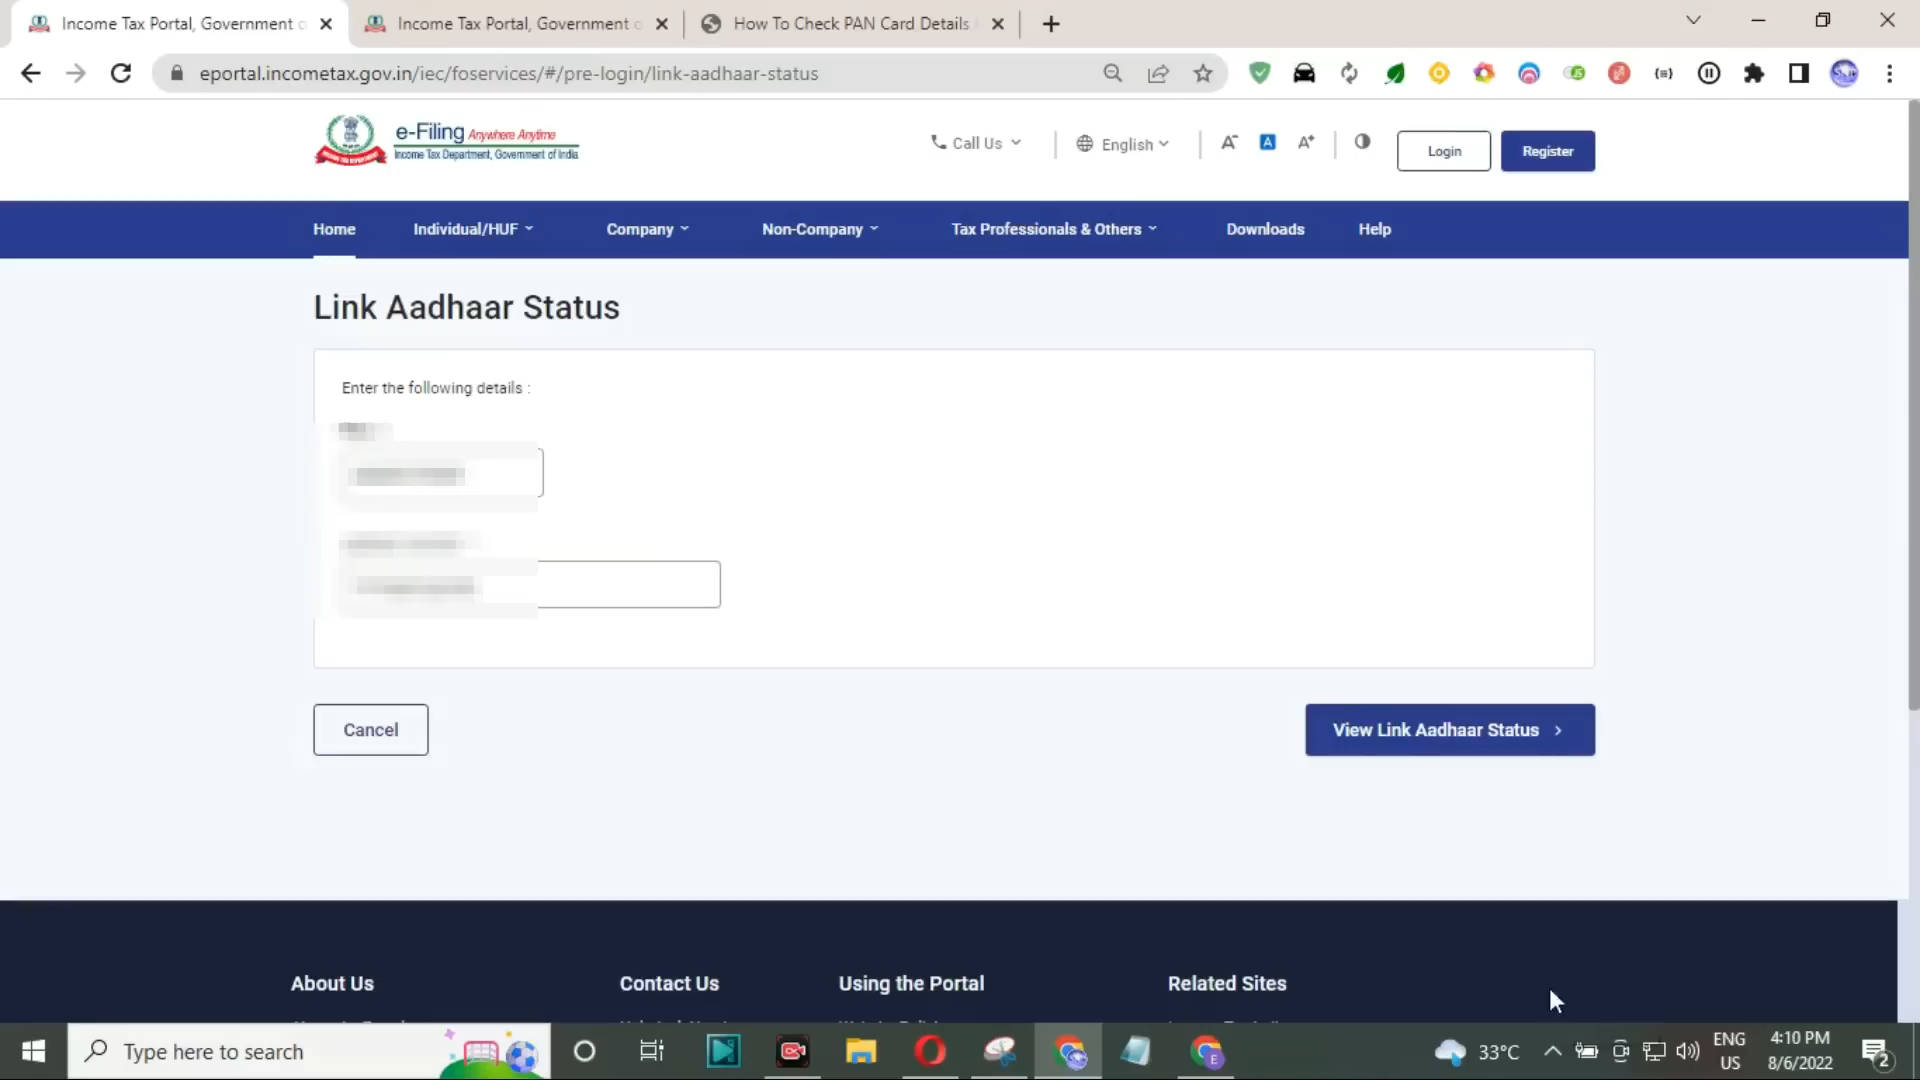 Income Tax Portal, Government o
Income Tax Portal, Government o
How To Check PAN Card Details
eportal.incometax.gov.in/iec/foservices/#/pre-login/link-aadhaar-status
e-Filing Anywhere Anytime
Income Tax Department, Government of India
Call Us
English
A-
A
A+
Login
Register
Home
Individual/HUF
Company
Non-Company
Tax Professionals & Others
Downloads
Help
Link Aadhaar Status
Enter the following details :
Cancel
View Link Aadhaar Status
About Us
Contact Us
Using the Portal
Related Sites
Type here to search
33°C
ENG
US
4:10 PM
8/6/2022
2